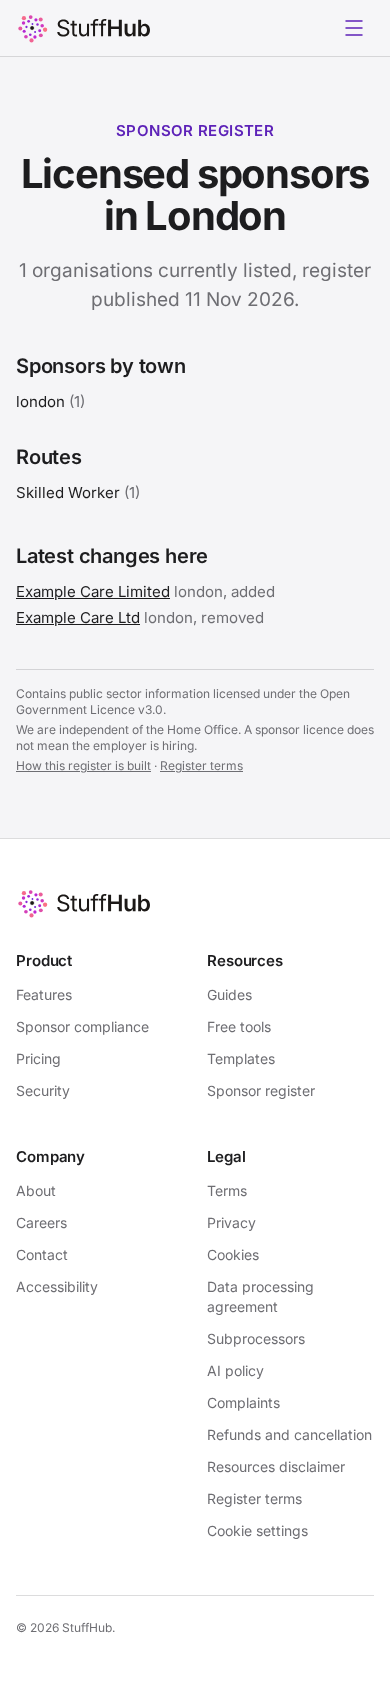 StuffHub
SPONSOR REGISTER
Licensed sponsors
in London
1 organisations currently listed, register
published 11 Nov 2026.
Sponsors by town
london (1)
Routes
Skilled Worker (1)
Latest changes here
Example Care Limited london, added
Example Care Ltd london, removed
Contains public sector information licensed under the Open
Government Licence v3.0.
We are independent of the Home Office. A sponsor licence does
not mean the employer is hiring.
How this register is built · Register terms
StuffHub
Product
Features
Sponsor compliance
Pricing
Security
Resources
Guides
Free tools
Templates
Sponsor register
Company
About
Careers
Contact
Accessibility
Legal
Terms
Privacy
Cookies
Data processing
agreement
Subprocessors
AI policy
Complaints
Refunds and cancellation
Resources disclaimer
Register terms
Cookie settings
© 2026 StuffHub.